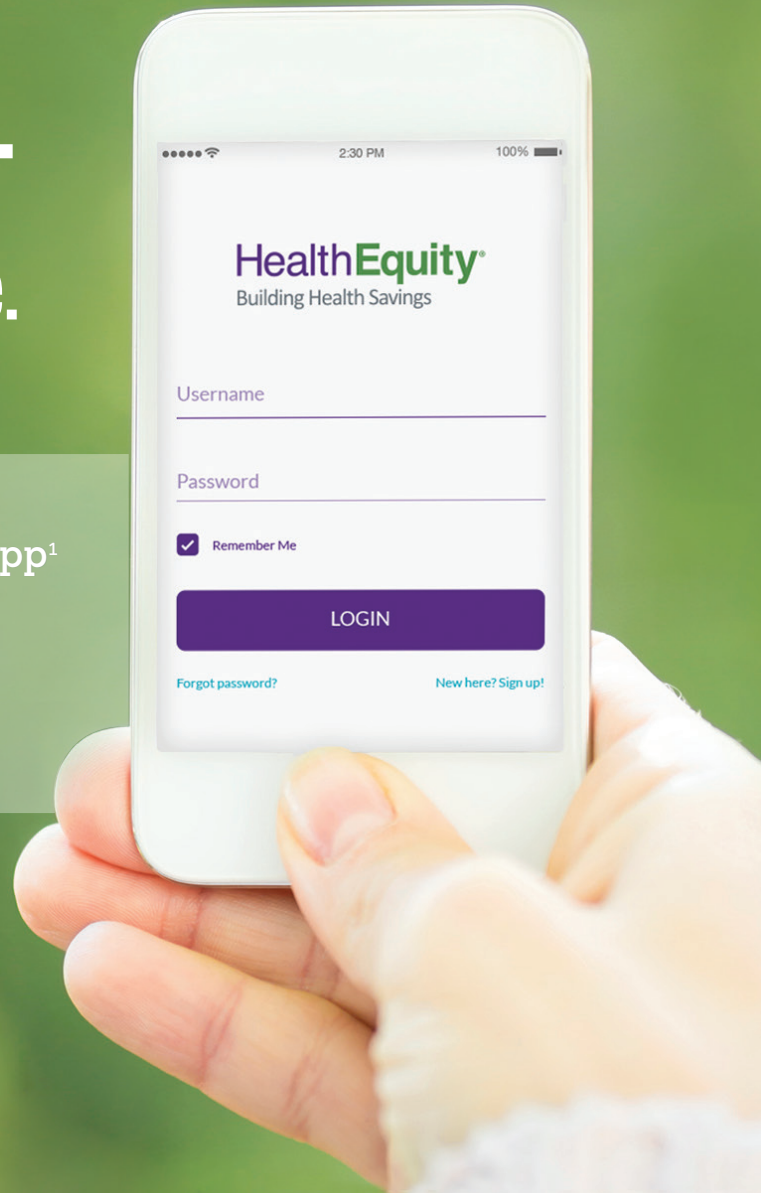 2:30 PM 100%
HealthEquity®
Building Health Savings
Username
Password
Remember Me
LOGIN
Forgot password? New here? Sign up!